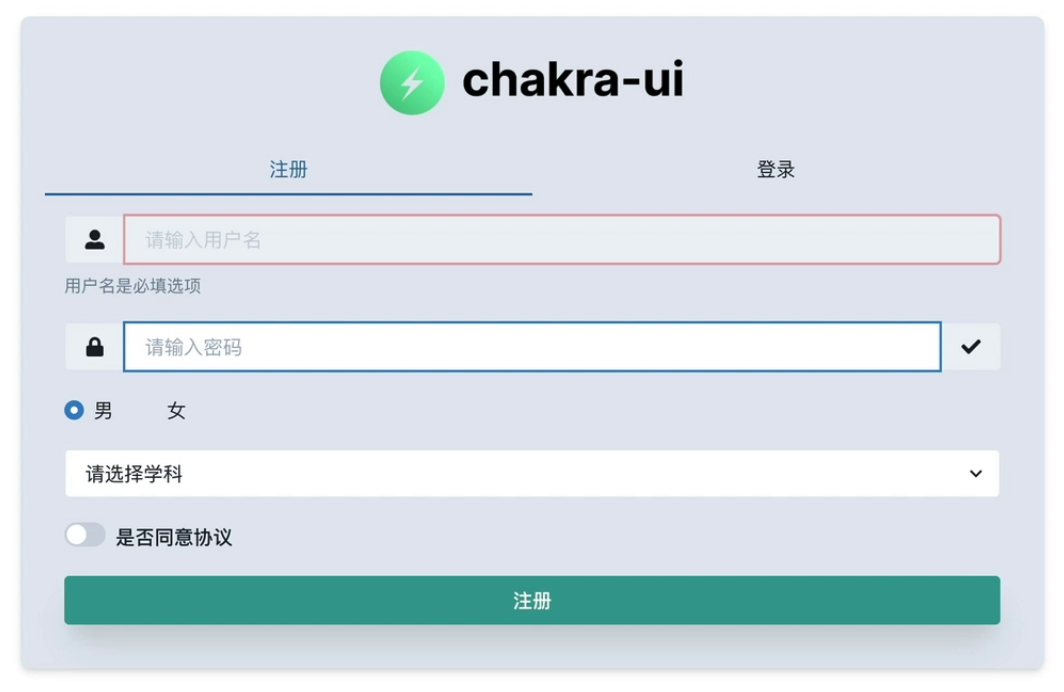 chakra-ui
注册 登录
请输入用户名
用户名是必填选项
请输入密码
男 女
请选择学科
是否同意协议
注册